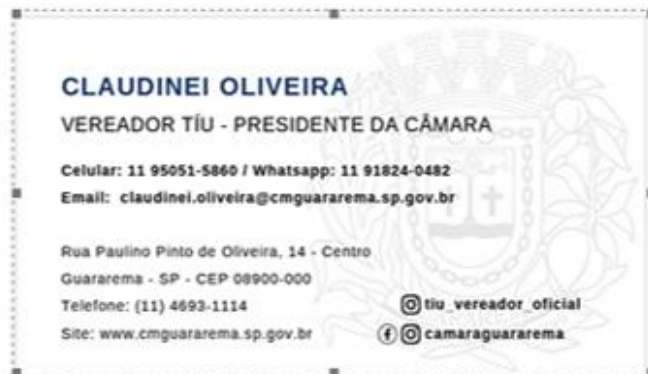 CLAUDINEI OLIVEIRA
VEREADOR TÍU - PRESIDENTE DA CÂMARA
Celular: 11 95051-5860 / Whatsapp: 11 91824-0482
Email: claudinei.oliveira@cmguararema.sp.gov.br
Rua Paulino Pinto de Oliveira, 14 - Centro
Guararema - SP - CEP 08900-000
Telefone: (11) 4693-1114
tiu_vereador_oficial
Site: www.cmguararema.sp.gov.br
camaraguararema